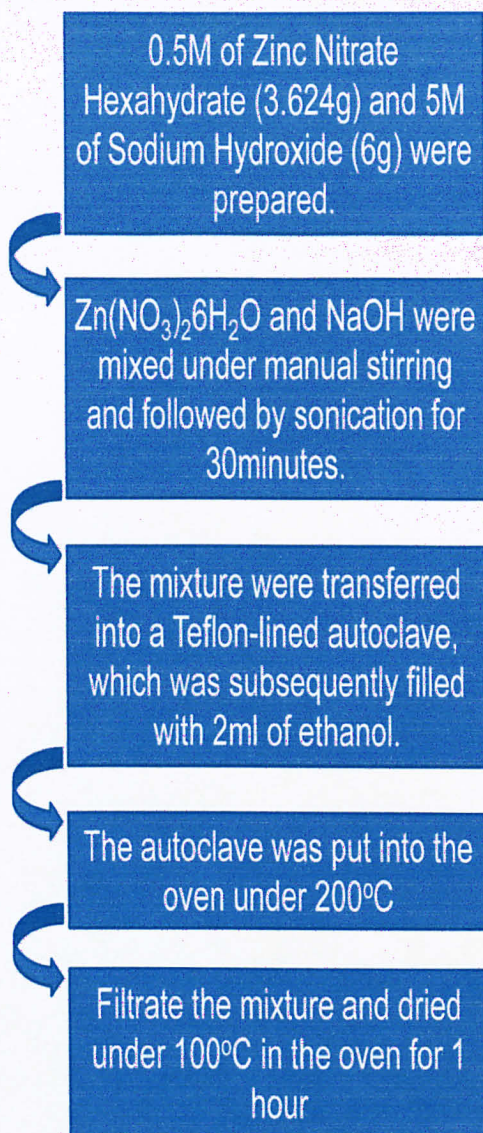 0.5M of Zinc Nitrate
Hexahydrate (3.624g) and 5M
of Sodium Hydroxide (6g) were
prepared.
Zn(NO₃)₂6H₂O and NaOH were
mixed under manual stirring
and followed by sonication for
30minutes.
The mixture were transferred
into a Teflon-lined autoclave,
which was subsequently filled
with 2ml of ethanol.
The autoclave was put into the
oven under 200ºC
Filtrate the mixture and dried
under 100ºC in the oven for 1
hour